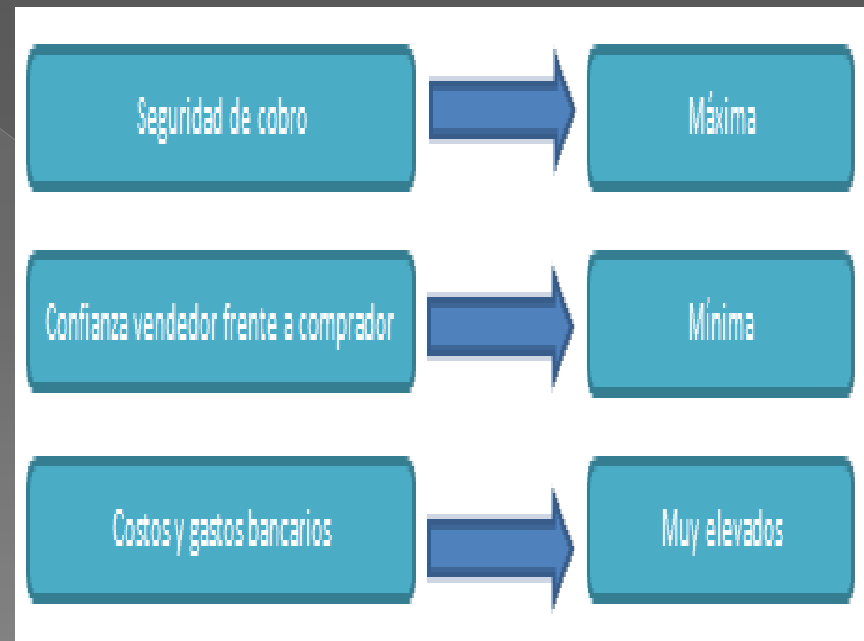 Seguridad de cobro
Máxima
Confianza vendedor frente a comprador
Mínima
Costos y gastos bancarios
Muy elevados